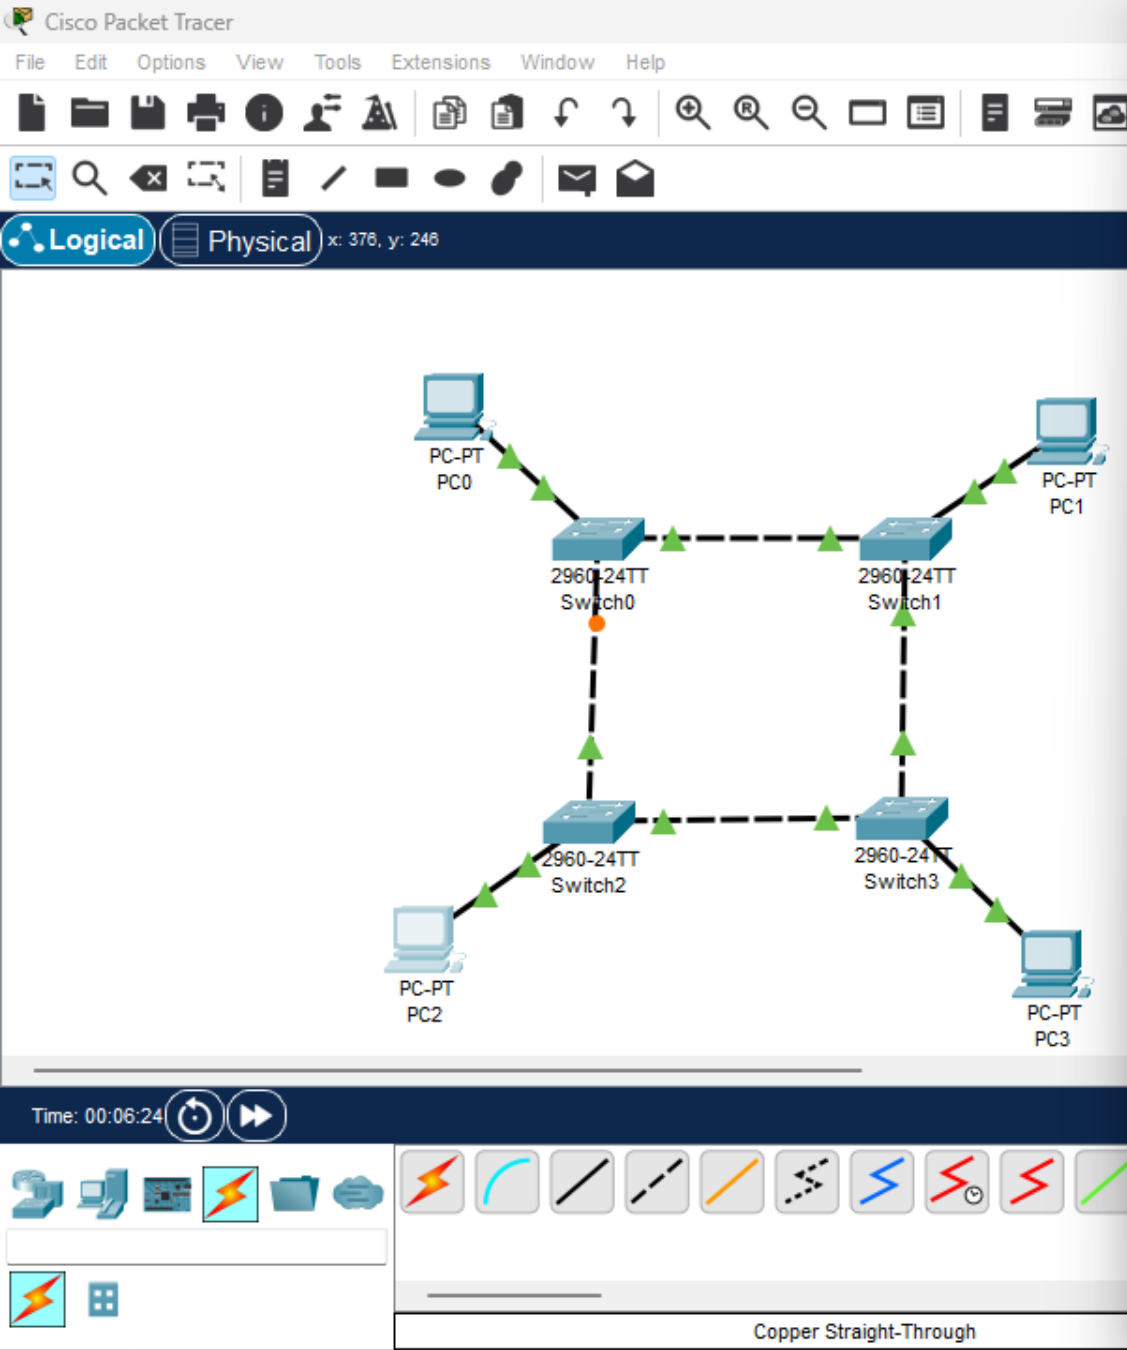 Cisco Packet Tracer
File Edit Options View Tools Extensions Window Help
Logical Physical x: 376, y: 246
PC-PT
PC0
PC-PT
PC1
2960-24TT
Switch0
2960-24TT
Switch1
2960-24TT
Switch2
2960-24TT
Switch3
PC-PT
PC2
PC-PT
PC3
Time: 00:06:24
Copper Straight-Through